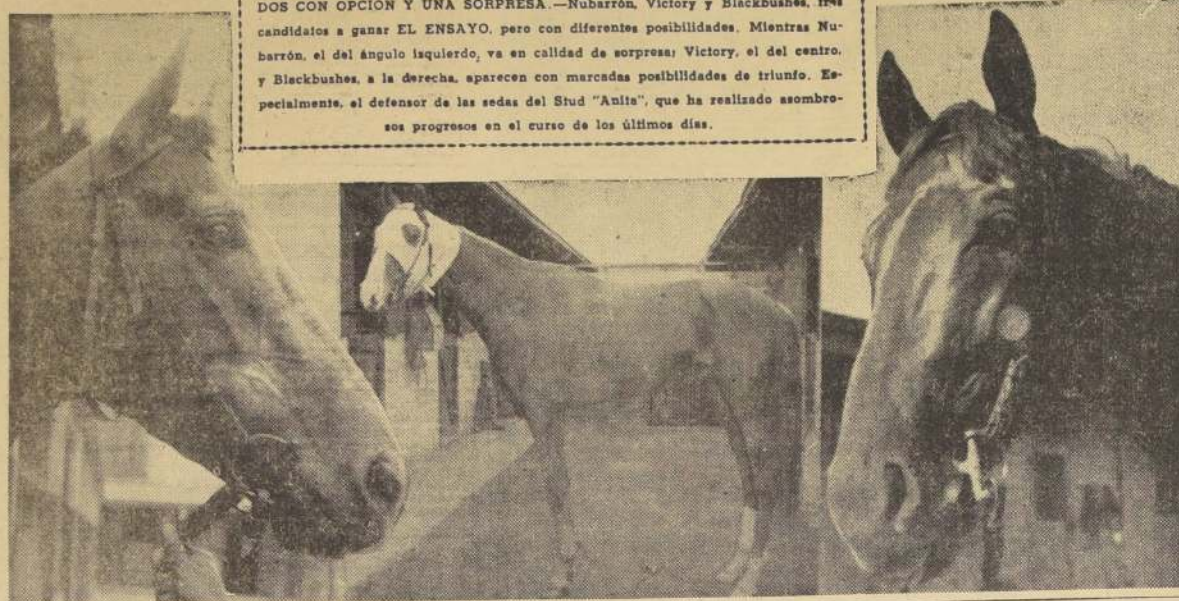 DOS CON OPCION Y UNA SORPRESA.—Nubarrón, Victory y Blackbushes, tres
candidatos a ganar EL ENSAYO, pero con diferentes posibilidades. Mientras Nu-
barrón, el del ángulo izquierdo, va en calidad de sorpresa; Victory, el del centro,
y Blackbushes, a la derecha, aparecen con marcadas posibilidades de triunfo. Es-
pecialmente, el defensor de las sedas del Stud "Anita", que ha realizado asombro-
sos progresos en el curso de los últimos días.